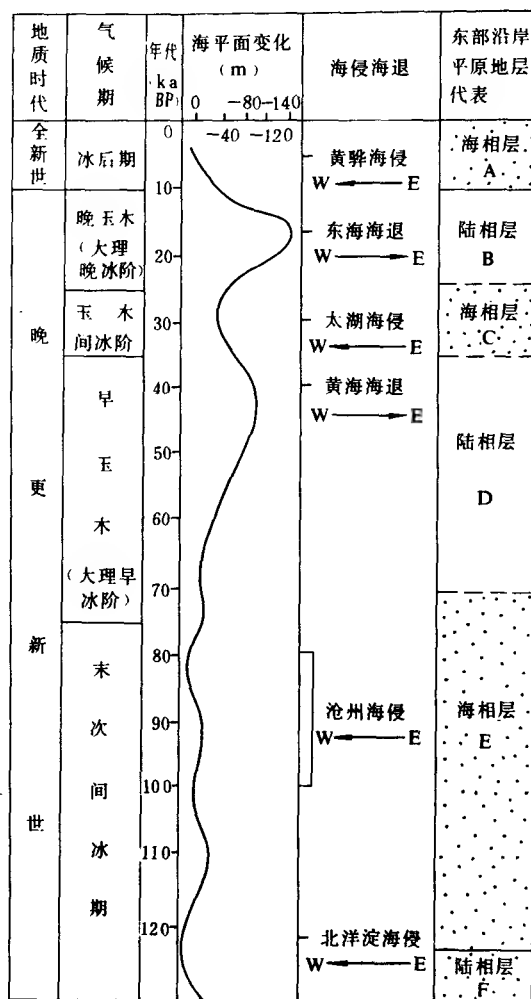 地质时代
气候期
年代
ka
BP)
海平面变化
(m)
0 -80 -140
-40 -120
海侵海退
东部沿岸
平原地层
代表
全新世
冰后期
0
10
黄骅海侵
W E
海相层
A
晚更新世
晚玉木
(大理
晚冰阶)
20
东海海退
W E
陆相层
B
玉木
间冰阶
30
太湖海侵
W E
海相层
C
早玉木
(大理早
冰阶)
40
50
60
70
黄海海退
W E
陆相层
D
末次间冰期
80
90
100
110
120
沧州海侵
W E
海相层
E
北洋淀海侵
W E
陆相层
F